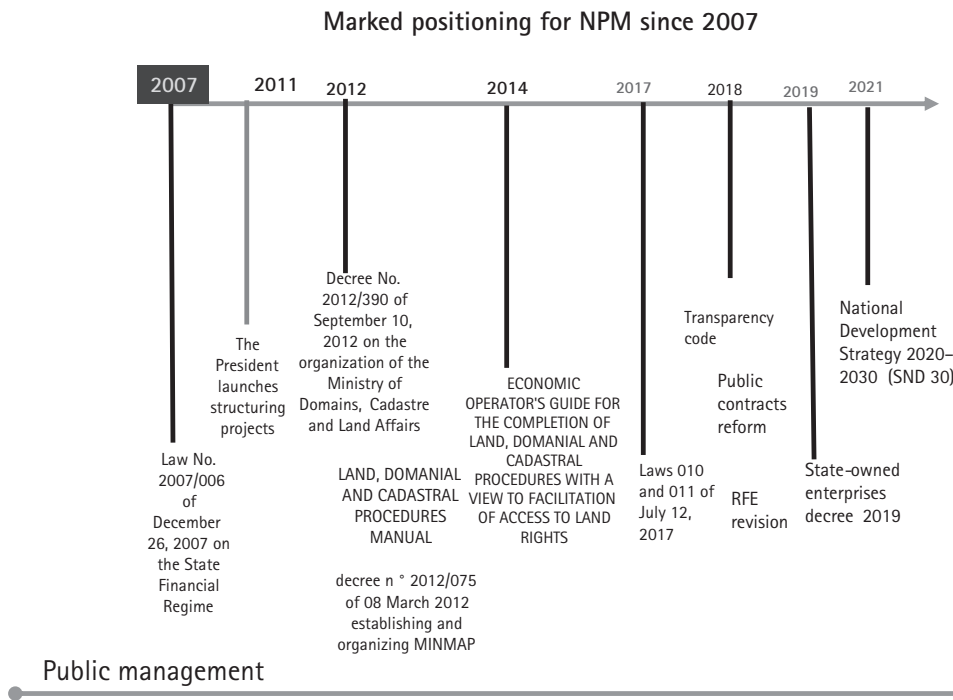 Marked positioning for NPM since 2007
2007
2011
2012
2014
2017
2018
2019
2021
Law No.
2007/006
of
December
26, 2007 on
the State
Financial
Regime
The
President
launches
structuring
projects
Decree No.
2012/390 of
September 10,
2012 on the
organization of the
Ministry of
Domains, Cadastre
and Land Affairs
LAND, DOMANIAL
AND CADASTRAL
PROCEDURES
MANUAL
decree n ° 2012/075
of 08 March 2012
establishing and
organizing MINMAP
ECONOMIC
OPERATOR'S GUIDE FOR
THE COMPLETION OF
LAND, DOMANIAL AND
CADASTRAL
PROCEDURES WITH A
VIEW TO FACILITATION
OF ACCESS TO LAND
RIGHTS
Laws 010
and 011 of
July 12,
2017
Transparency
code
Public
contracts
reform
RFE
revision
State-owned
enterprises
decree 2019
National
Development
Strategy 2020–
2030 (SND 30)
Public management